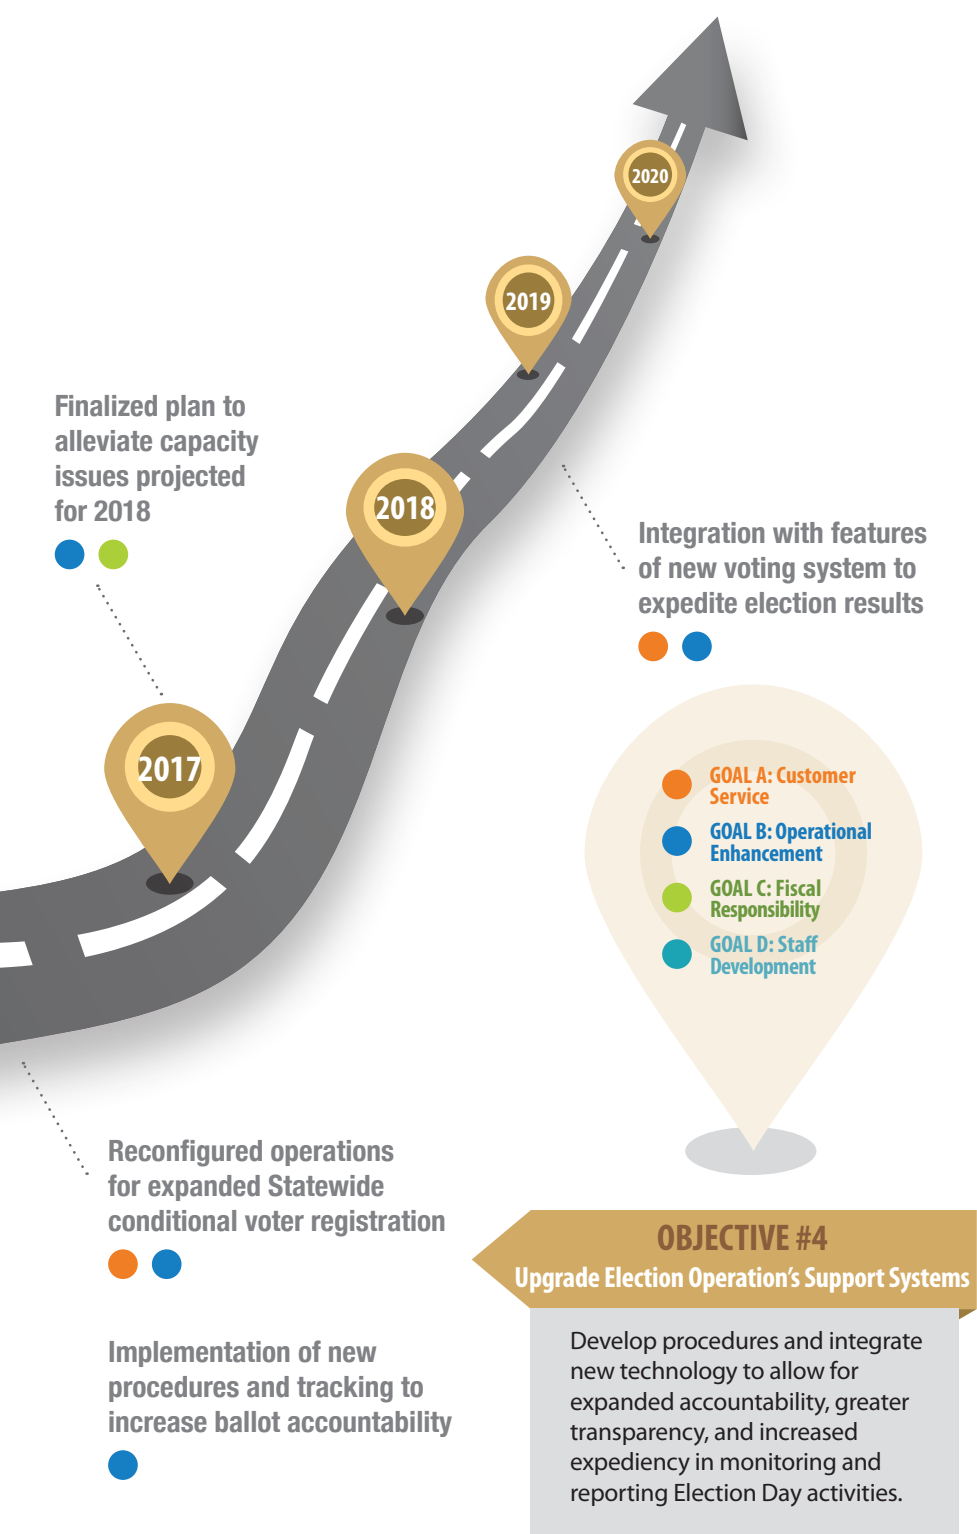 2020
2019
Finalized plan to
alleviate capacity
issues projected
for 2018
2018
Integration with features
of new voting system to
expedite election results
2017
GOAL A: Customer
Service
GOAL B: Operational
Enhancement
GOAL C: Fiscal
Responsibility
GOAL D: Staff
Development
Reconfigured operations
for expanded Statewide
conditional voter registration
Implementation of new
procedures and tracking to
increase ballot accountability
OBJECTIVE #4
Upgrade Election Operation's Support Systems
Develop procedures and integrate
new technology to allow for
expanded accountability, greater
transparency, and increased
expediency in monitoring and
reporting Election Day activities.